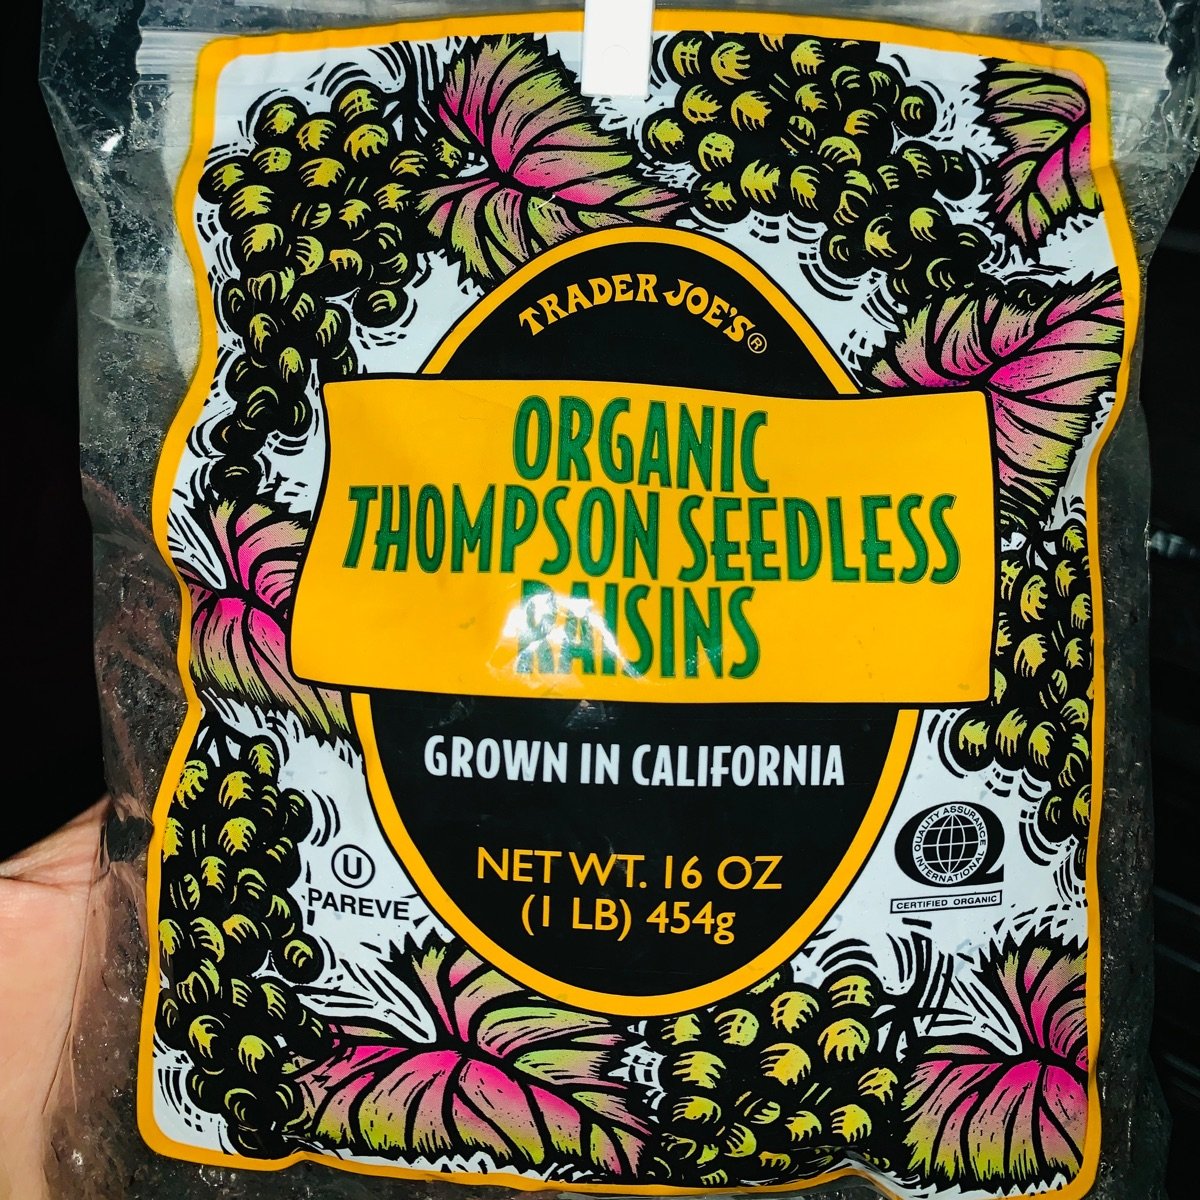 TRADER JOE'S®
ORGANIC
THOMPSON SEEDLESS
RAISINS
GROWN IN CALIFORNIA
NET WT. 16 OZ
(1 LB) 454g
U
PAREVE
QUALITY ASSURANCE
INTERNATIONAL
CERTIFIED ORGANIC